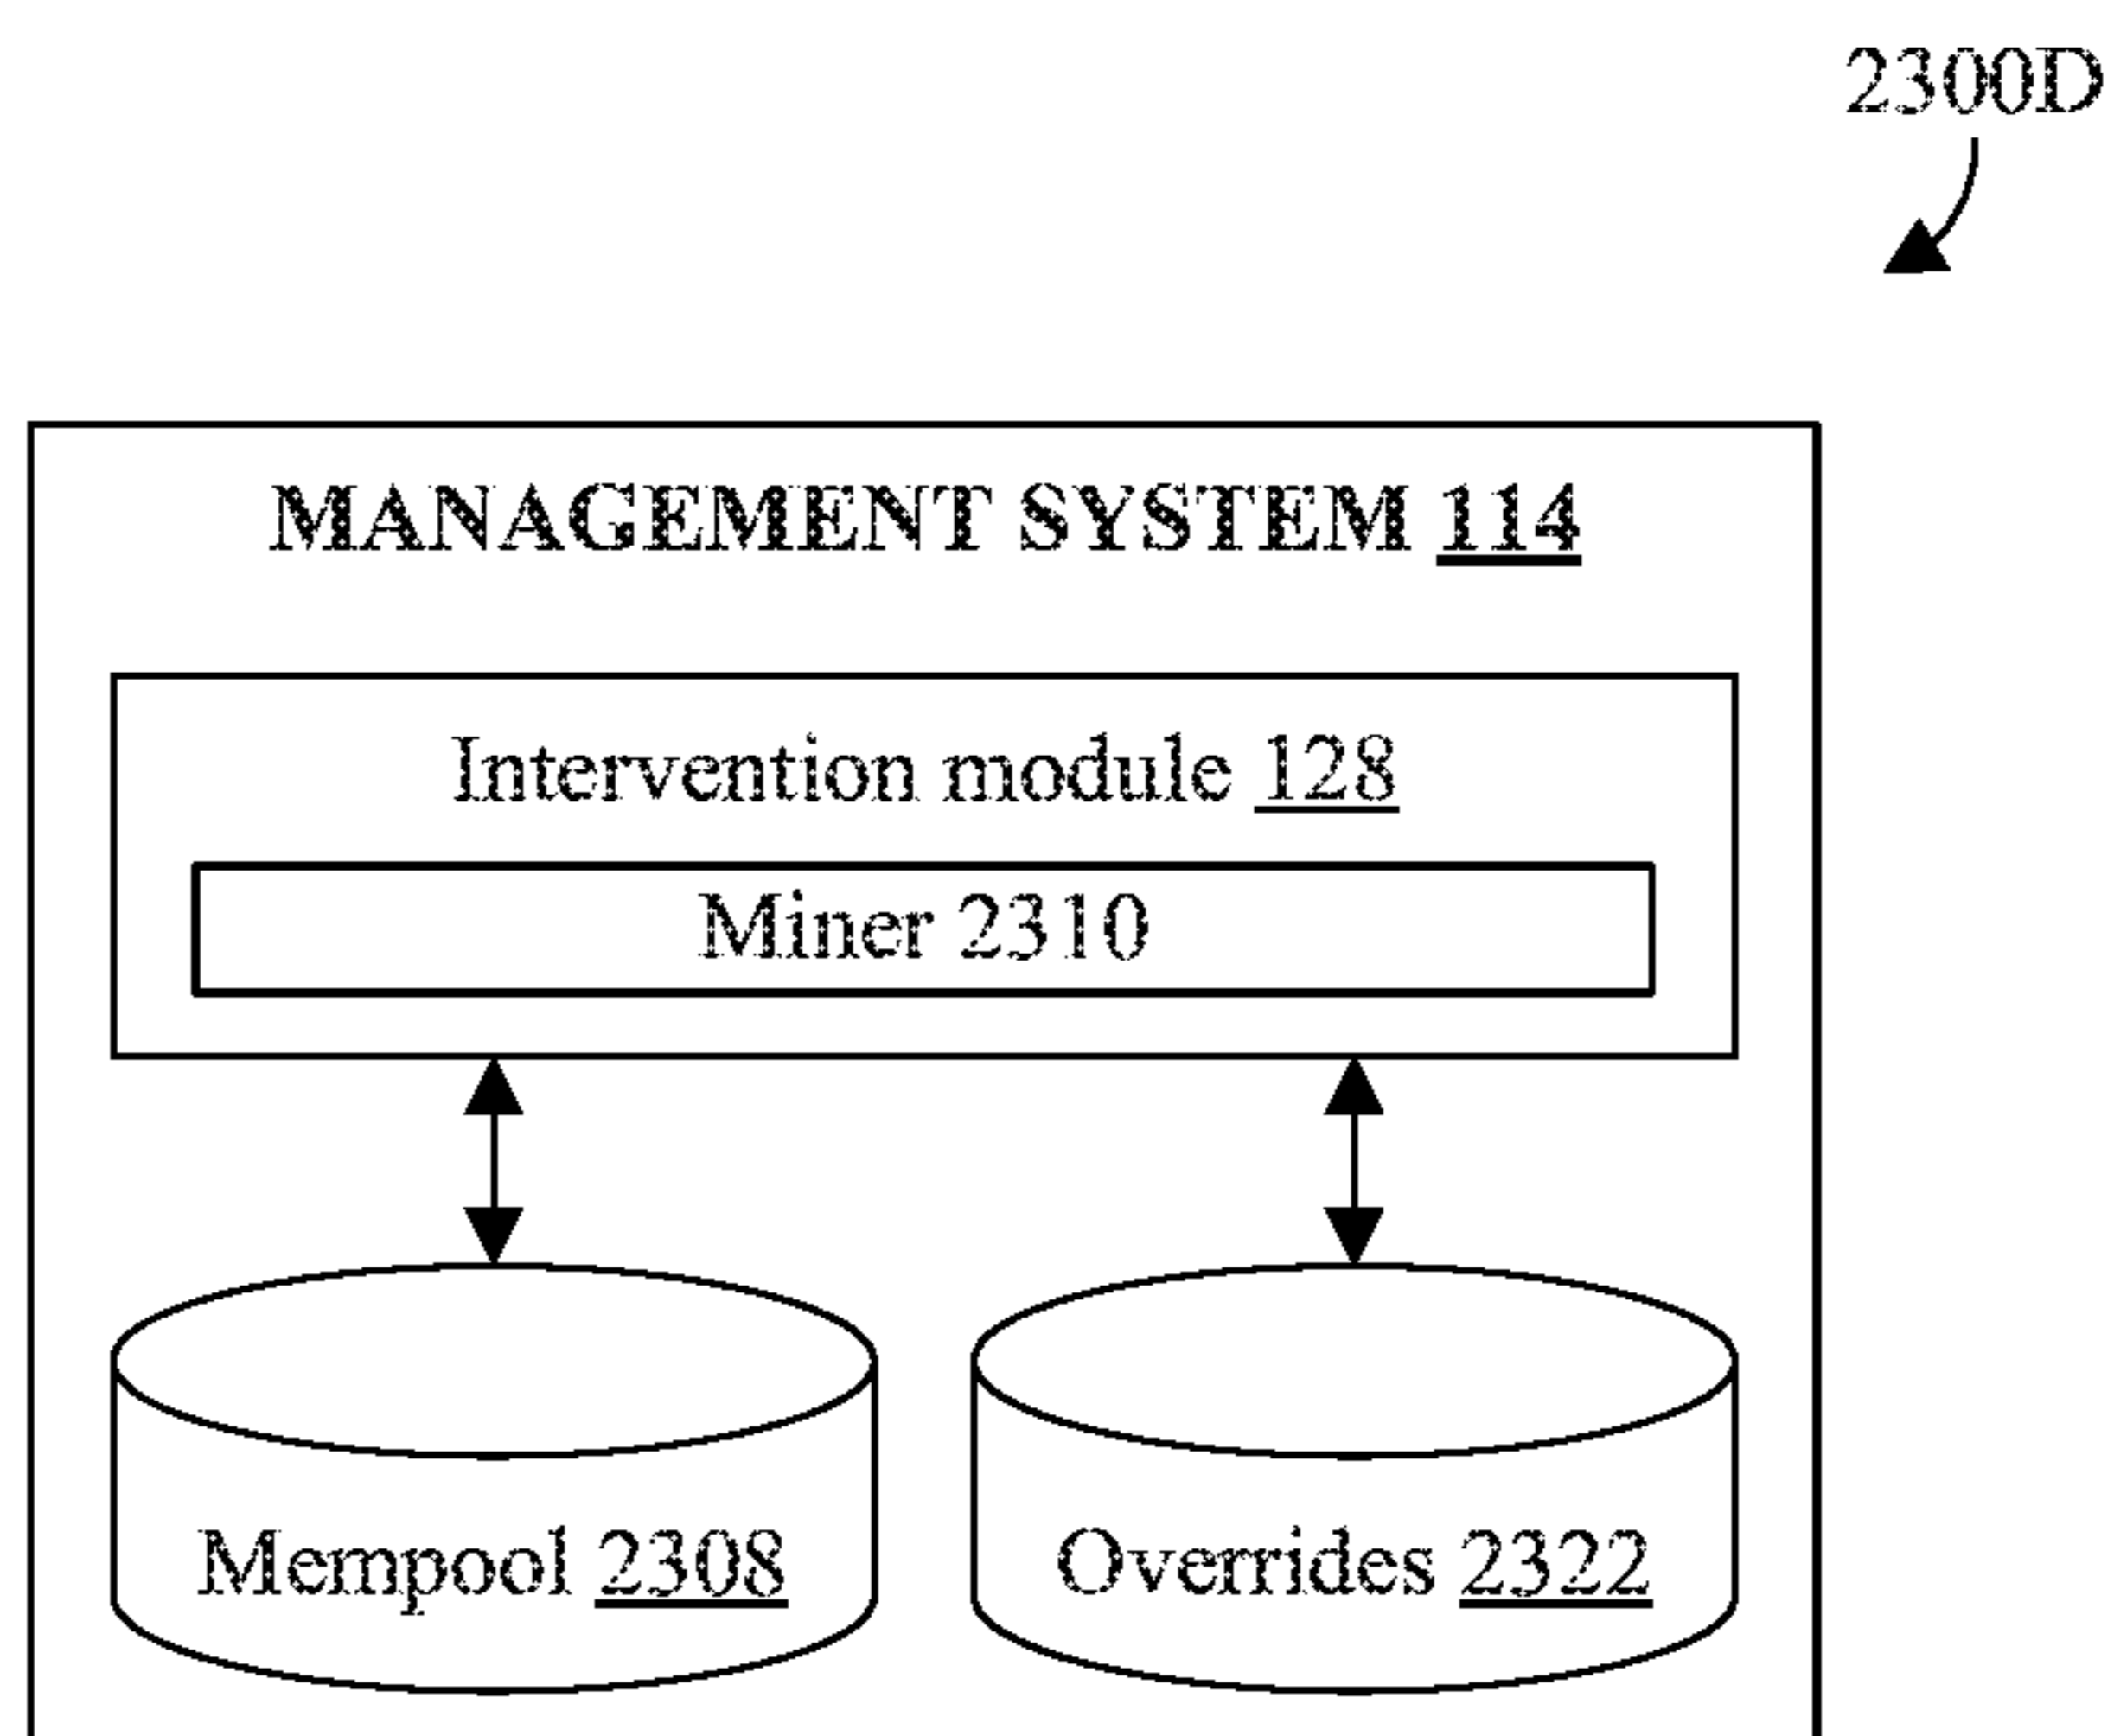 2300D
MANAGEMENT SYSTEM 114
Intervention module 128
Miner 2310
Mempool 2308
Overrides 2322